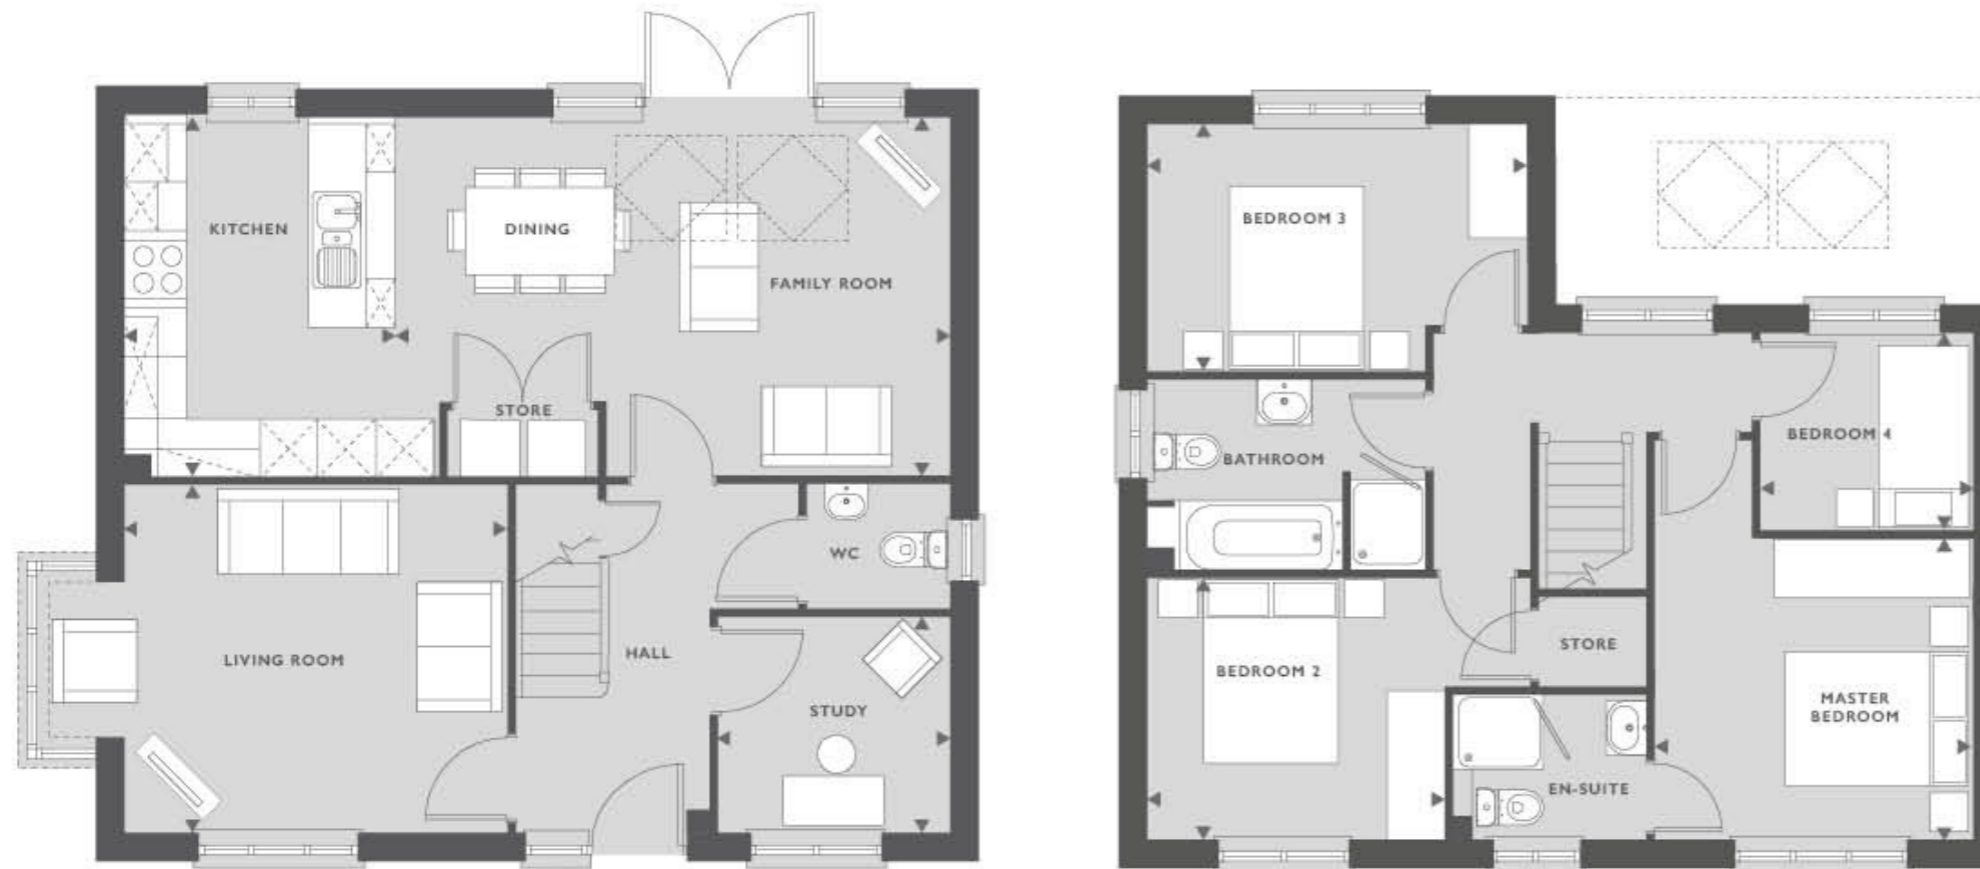 KITCHEN
DINING
FAMILY ROOM
STORE
WC
LIVING ROOM
HALL
STUDY
BEDROOM 3
BEDROOM 4
BATHROOM
STORE
BEDROOM 2
MASTER
BEDROOM
EN-SUITE